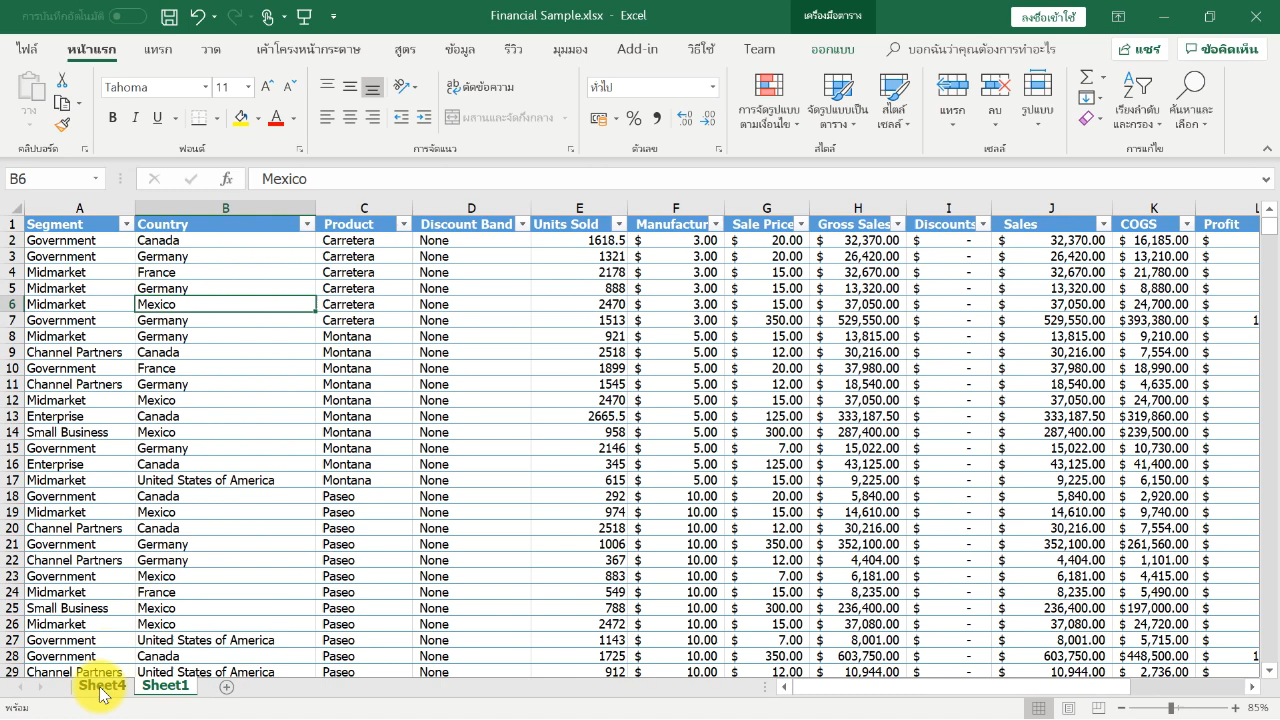 การบันทึกอัตโนมัติ Financial Sample.xlsx - Excel เครื่องมือตาราง ลงชื่อเข้าใช้
ไฟล์ หน้าแรก แทรก วาด เค้าโครงหน้ากระดาษ สูตร ข้อมูล รีวิว มุมมอง Add-in วิธีใช้ Team ออกแบบ บอกฉันว่าคุณต้องการทำอะไร แชร์ ข้อคิดเห็น
วาง Tahoma 11 ตัดข้อความ ทั่วไป การจัดรูปแบบ จัดรูปแบบเป็น สไตล์ แทรก ลบ รูปแบบ เรียงลำดับ ค้นหาและ
B I U ผสานและจัดกึ่งกลาง ตามเงื่อนไข ตาราง เซลล์ และกรอง เลือก
คลิปบอร์ด ฟอนต์ การจัดแนว ตัวเลข สไตล์ เซลล์ การแก้ไข
B6 fx Mexico
A B C D E F G H I J K L
1 Segment Country Product Discount Band Units Sold Manufactur Sale Price Gross Sales Discounts Sales COGS Profit
2 Government Canada Carretera None 1618.5 $ 3.00 $ 20.00 $ 32,370.00 $ - $ 32,370.00 $ 16,185.00 $
3 Government Germany Carretera None 1321 $ 3.00 $ 20.00 $ 26,420.00 $ - $ 26,420.00 $ 13,210.00 $
4 Midmarket France Carretera None 2178 $ 3.00 $ 15.00 $ 32,670.00 $ - $ 32,670.00 $ 21,780.00 $
5 Midmarket Germany Carretera None 888 $ 3.00 $ 15.00 $ 13,320.00 $ - $ 13,320.00 $ 8,880.00 $
6 Midmarket Mexico Carretera None 2470 $ 3.00 $ 15.00 $ 37,050.00 $ - $ 37,050.00 $ 24,700.00 $
7 Government Germany Carretera None 1513 $ 3.00 $ 350.00 $ 529,550.00 $ - $ 529,550.00 $393,380.00 $ 1
8 Midmarket Germany Montana None 921 $ 5.00 $ 15.00 $ 13,815.00 $ - $ 13,815.00 $ 9,210.00 $
9 Channel Partners Canada Montana None 2518 $ 5.00 $ 12.00 $ 30,216.00 $ - $ 30,216.00 $ 7,554.00 $
10 Government France Montana None 1899 $ 5.00 $ 20.00 $ 37,980.00 $ - $ 37,980.00 $ 18,990.00 $
11 Channel Partners Germany Montana None 1545 $ 5.00 $ 12.00 $ 18,540.00 $ - $ 18,540.00 $ 4,635.00 $
12 Midmarket Mexico Montana None 2470 $ 5.00 $ 15.00 $ 37,050.00 $ - $ 37,050.00 $ 24,700.00 $
13 Enterprise Canada Montana None 2665.5 $ 5.00 $ 125.00 $ 333,187.50 $ - $ 333,187.50 $319,860.00 $
14 Small Business Mexico Montana None 958 $ 5.00 $ 300.00 $ 287,400.00 $ - $ 287,400.00 $239,500.00 $
15 Government Germany Montana None 2146 $ 5.00 $ 7.00 $ 15,022.00 $ - $ 15,022.00 $ 10,730.00 $
16 Enterprise Canada Montana None 345 $ 5.00 $ 125.00 $ 43,125.00 $ - $ 43,125.00 $ 41,400.00 $
17 Midmarket United States of America Montana None 615 $ 5.00 $ 15.00 $ 9,225.00 $ - $ 9,225.00 $ 6,150.00 $
18 Government Canada Paseo None 292 $ 10.00 $ 20.00 $ 5,840.00 $ - $ 5,840.00 $ 2,920.00 $
19 Midmarket Mexico Paseo None 974 $ 10.00 $ 15.00 $ 14,610.00 $ - $ 14,610.00 $ 9,740.00 $
20 Channel Partners Canada Paseo None 2518 $ 10.00 $ 12.00 $ 30,216.00 $ - $ 30,216.00 $ 7,554.00 $
21 Government Germany Paseo None 1006 $ 10.00 $ 350.00 $ 352,100.00 $ - $ 352,100.00 $261,560.00 $
22 Channel Partners Germany Paseo None 367 $ 10.00 $ 12.00 $ 4,404.00 $ - $ 4,404.00 $ 1,101.00 $
23 Government Mexico Paseo None 883 $ 10.00 $ 7.00 $ 6,181.00 $ - $ 6,181.00 $ 4,415.00 $
24 Midmarket France Paseo None 549 $ 10.00 $ 15.00 $ 8,235.00 $ - $ 8,235.00 $ 5,490.00 $
25 Small Business Mexico Paseo None 788 $ 10.00 $ 300.00 $ 236,400.00 $ - $ 236,400.00 $197,000.00 $
26 Midmarket Mexico Paseo None 2472 $ 10.00 $ 15.00 $ 37,080.00 $ - $ 37,080.00 $ 24,720.00 $
27 Government United States of America Paseo None 1143 $ 10.00 $ 7.00 $ 8,001.00 $ - $ 8,001.00 $ 5,715.00 $
28 Government Canada Paseo None 1725 $ 10.00 $ 350.00 $ 603,750.00 $ - $ 603,750.00 $448,500.00 $ 1
29 Channel Partners United States of America Paseo None 912 $ 10.00 $ 12.00 $ 10,944.00 $ - $ 10,944.00 $ 2,736.00 $
Sheet4 Sheet1
พร้อม 85%